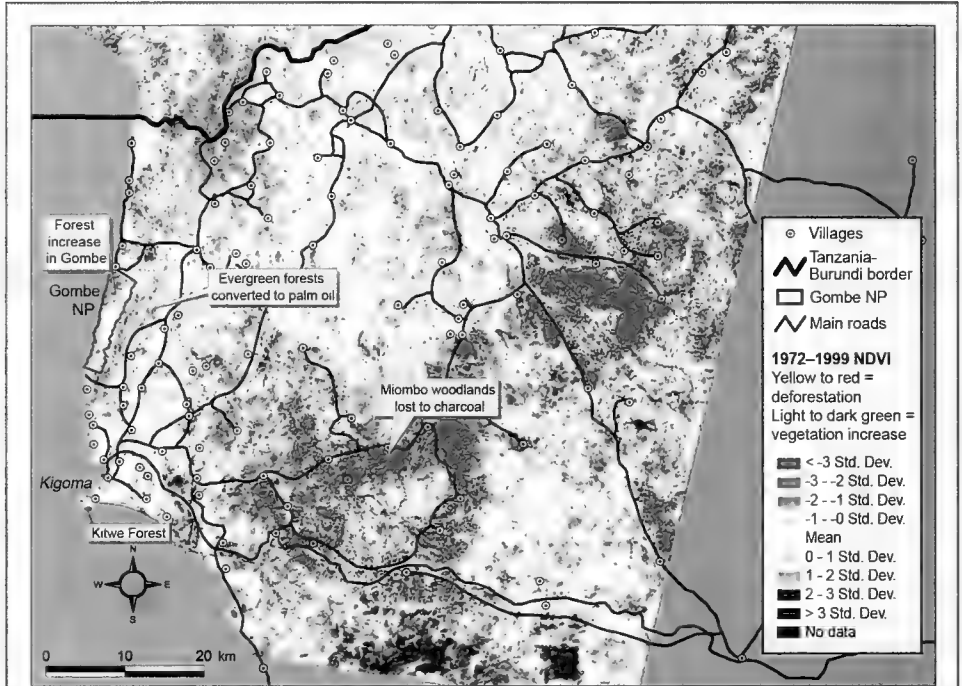 Forest
increase
in Gombe
Gombe
NP
Evergreen forests
converted to palm oil
Miombo woodlands
lost to charcoal
Kigoma
Kitwe Forest
N
W E
S
0 10 20 km
Villages
Tanzania-
Burundi border
Gombe NP
Main roads
1972–1999 NDVI
Yellow to red =
deforestation
Light to dark green =
vegetation increase
< -3 Std. Dev.
-3 - -2 Std. Dev.
-2 - -1 Std. Dev.
-1 - -0 Std. Dev.
Mean
0 - 1 Std. Dev.
1 - 2 Std. Dev.
2 - 3 Std. Dev.
> 3 Std. Dev.
No data